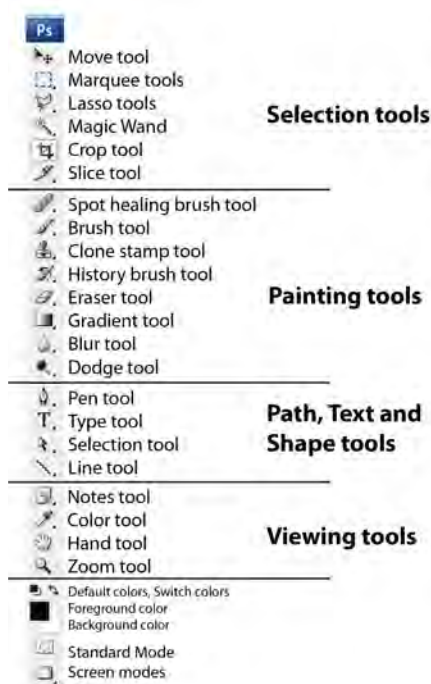 Ps
Move tool
Marquee tools
Lasso tools
Magic Wand
Crop tool
Slice tool
Selection tools
Spot healing brush tool
Brush tool
Clone stamp tool
History brush tool
Eraser tool
Gradient tool
Blur tool
Dodge tool
Painting tools
Pen tool
T. Type tool
Selection tool
Line tool
Path, Text and
Shape tools
Notes tool
Color tool
Hand tool
Zoom tool
Viewing tools
Default colors, Switch colors
Foreground color
Background color
Standard Mode
Screen modes